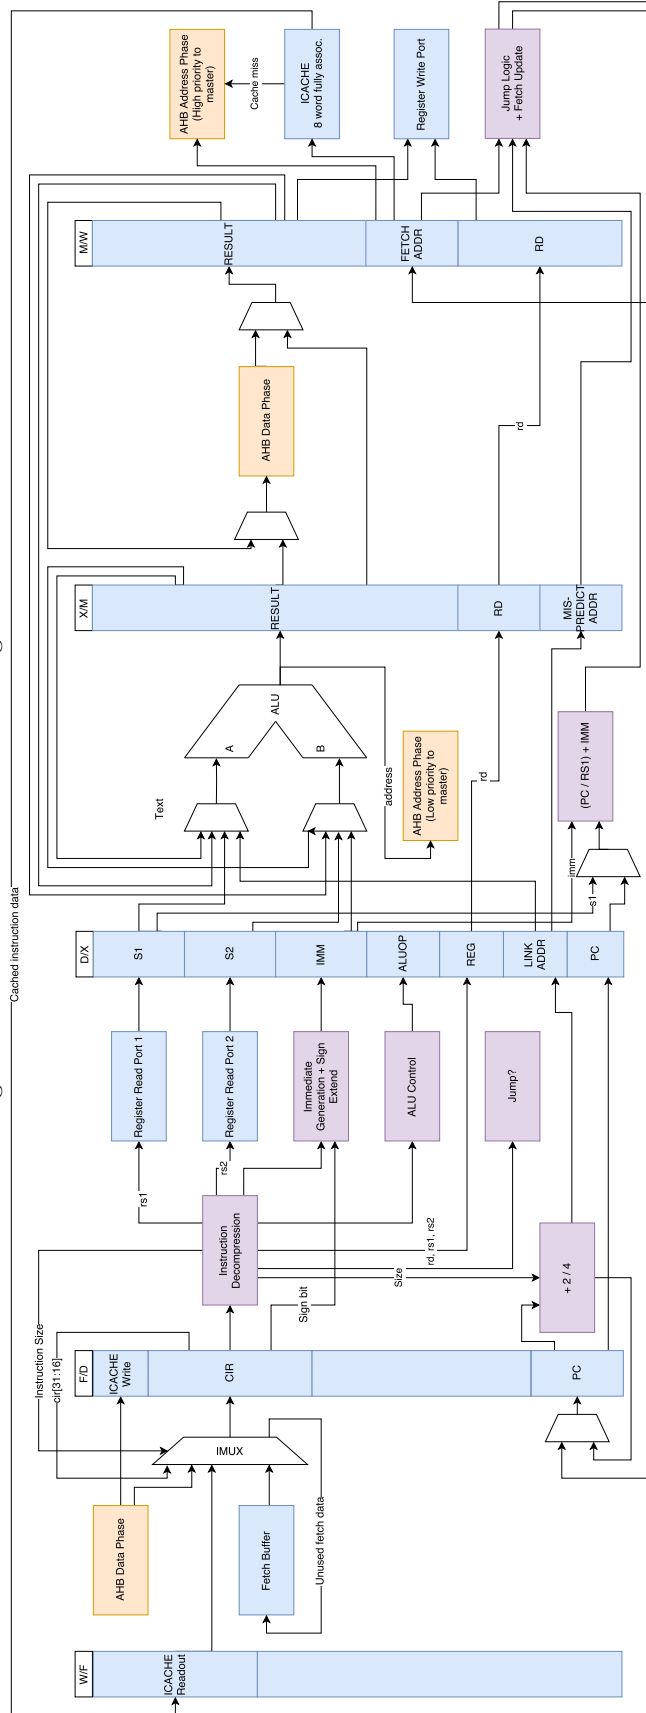 Cached instruction data
W/F
ICACHE
Readout
AHB Data Phase
Fetch Buffer
Unused fetch data
IMUX
Instruction Size
cir[31:16]
F/D
ICACHE
Write
CIR
PC
Sign bit
Instruction
Decompression
rs1
rs2
Size
rd, rs1, rs2
+ 2 / 4
Register Read Port 1
Register Read Port 2
Immediate
Generation + Sign
Extend
ALU Control
Jump?
D/X
S1
S2
IMM
ALUOP
REG
LINK
ADDR
PC
s1
imm
Text
A
B
ALU
address
AHB Address Phase
(Low priority to
master)
rd
(PC / RS1) + IMM
X/M
RESULT
RD
MIS-
PREDICT
ADDR
AHB Data Phase
rd
M/W
RESULT
FETCH
ADDR
RD
AHB Address Phase
(High priority to
master)
Cache miss
ICACHE
8 word fully assoc.
Register Write Port
Jump Logic
+ Fetch Update